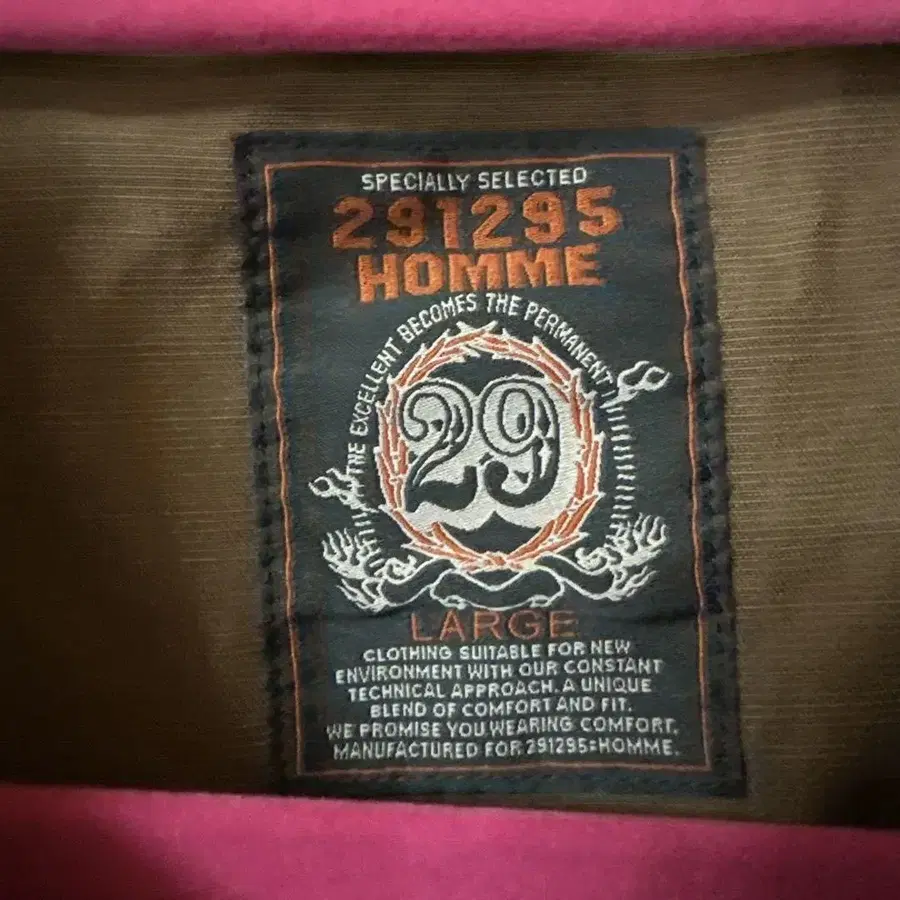 SPECIALLY SELECTED
291295
HOMME
THE EXCELLENT BECOMES THE PERMANENT
29
LARGE
CLOTHING SUITABLE FOR NEW
ENVIRONMENT WITH OUR CONSTANT
TECHNICAL APPROACH. A UNIQUE
BLEND OF COMFORT AND FIT.
WE PROMISE YOU WEARING COMFORT.
MANUFACTURED FOR 291295=HOMME.